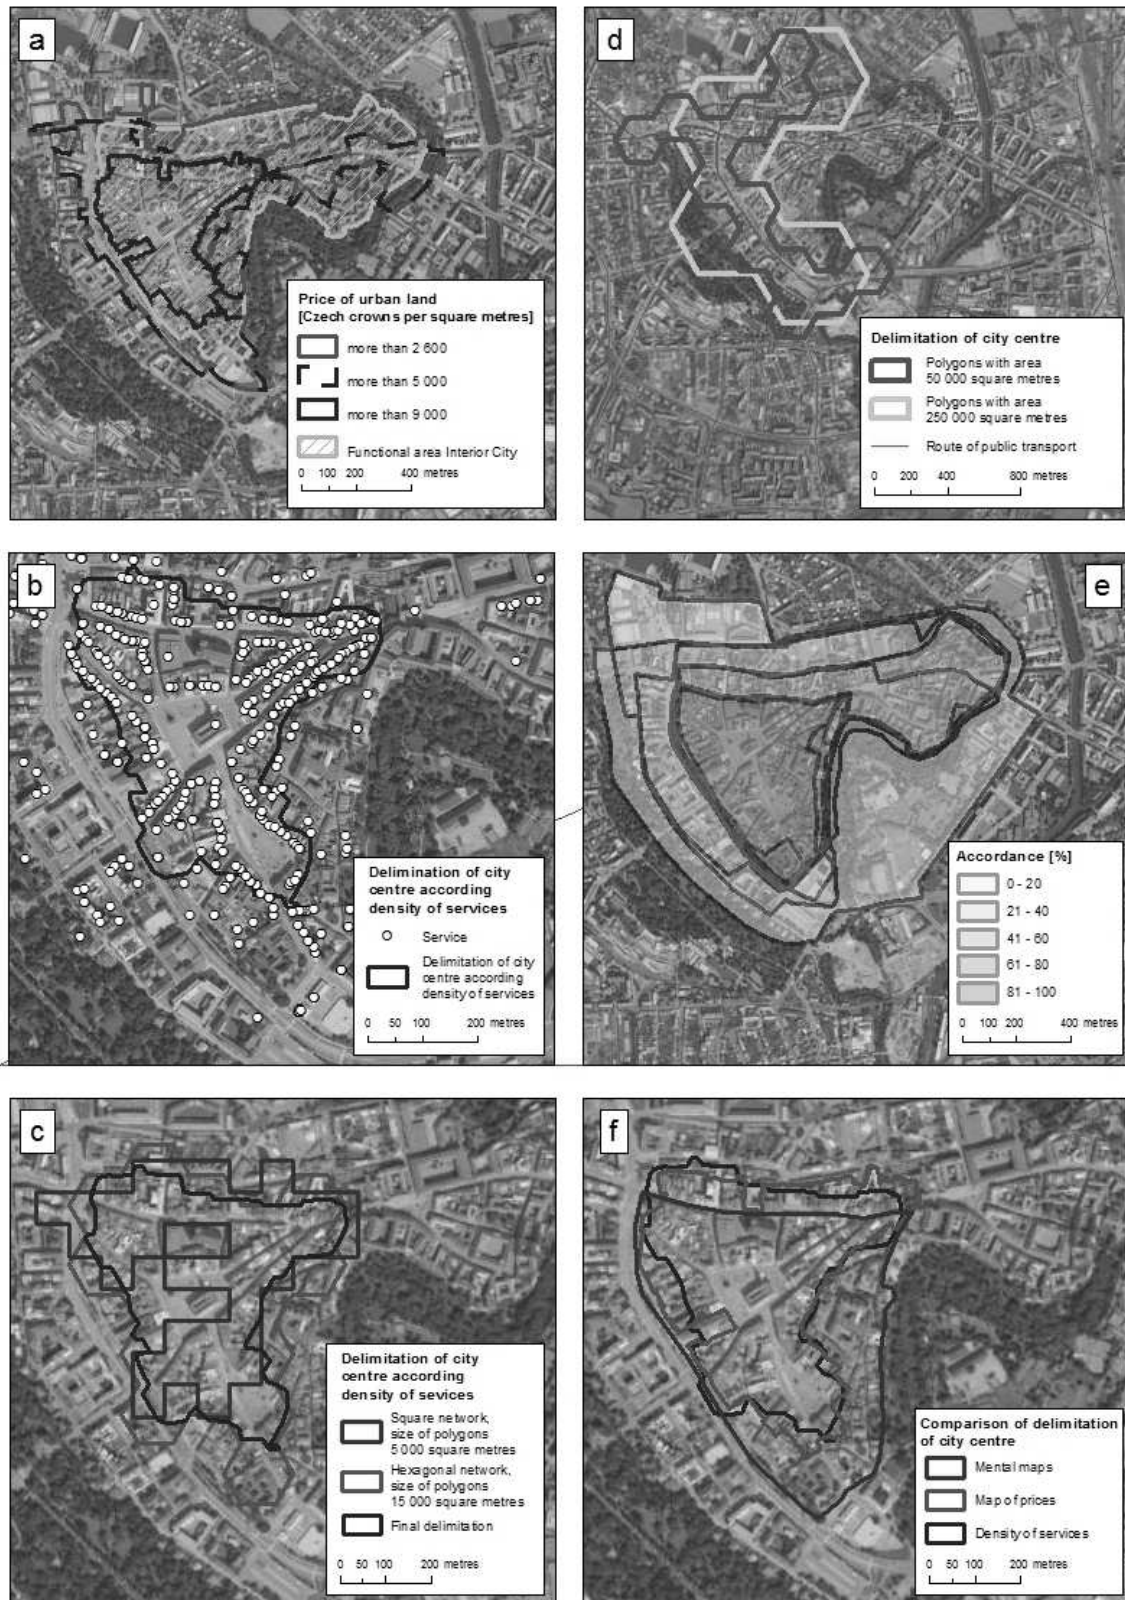 a
Price of urban land
[Czech crowns per square metres]
more than 2 600
more than 5 000
more than 9 000
Functional area Interior City
0 100 200 400 metres
d
Delimitation of city centre
Polygons with area
50 000 square metres
Polygons with area
250 000 square metres
Route of public transport
0 200 400 800 metres
b
Delimination of city
centre according
density of services
Service
Delimitation of city
centre according
density of services
0 50 100 200 metres
e
Accordance [%]
0 - 20
21 - 40
41 - 60
61 - 80
81 - 100
0 100 200 400 metres
c
Delimitation of city
centre according
density of sevices
Square network,
size of polygons
5 000 square metres
Hexagonal network,
size of polygons
15 000 square metres
Final delimitation
0 50 100 200 metres
f
Comparison of delimitation
of city centre
Mental maps
Map of prices
Density of services
0 50 100 200 metres